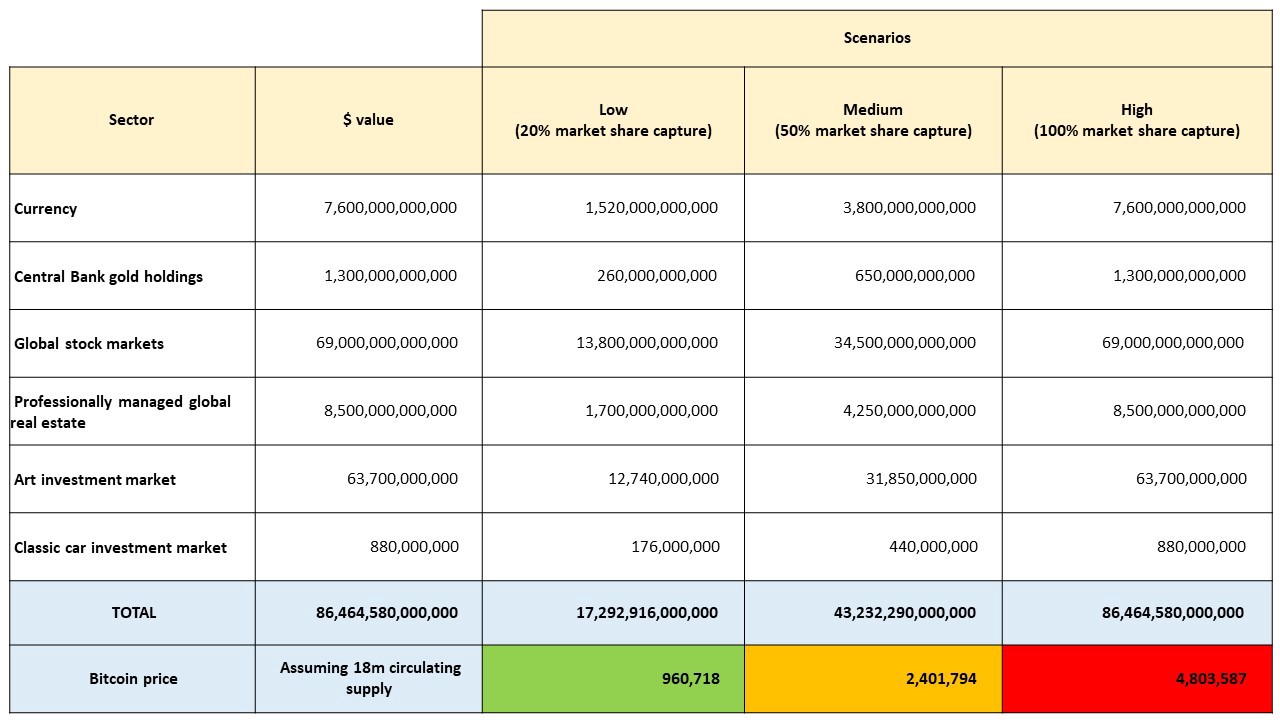 Scenarios
Sector $ value Low Medium High
(20% market share capture) (50% market share capture) (100% market share capture)
Currency 7,600,000,000,000 1,520,000,000,000 3,800,000,000,000 7,600,000,000,000
Central Bank gold holdings 1,300,000,000,000 260,000,000,000 650,000,000,000 1,300,000,000,000
Global stock markets 69,000,000,000,000 13,800,000,000,000 34,500,000,000,000 69,000,000,000,000
Professionally managed global
real estate 8,500,000,000,000 1,700,000,000,000 4,250,000,000,000 8,500,000,000,000
Art investment market 63,700,000,000 12,740,000,000 31,850,000,000 63,700,000,000
Classic car investment market 880,000,000 176,000,000 440,000,000 880,000,000
TOTAL 86,464,580,000,000 17,292,916,000,000 43,232,290,000,000 86,464,580,000,000
Bitcoin price Assuming 18m circulating
supply 960,718 2,401,794 4,803,587